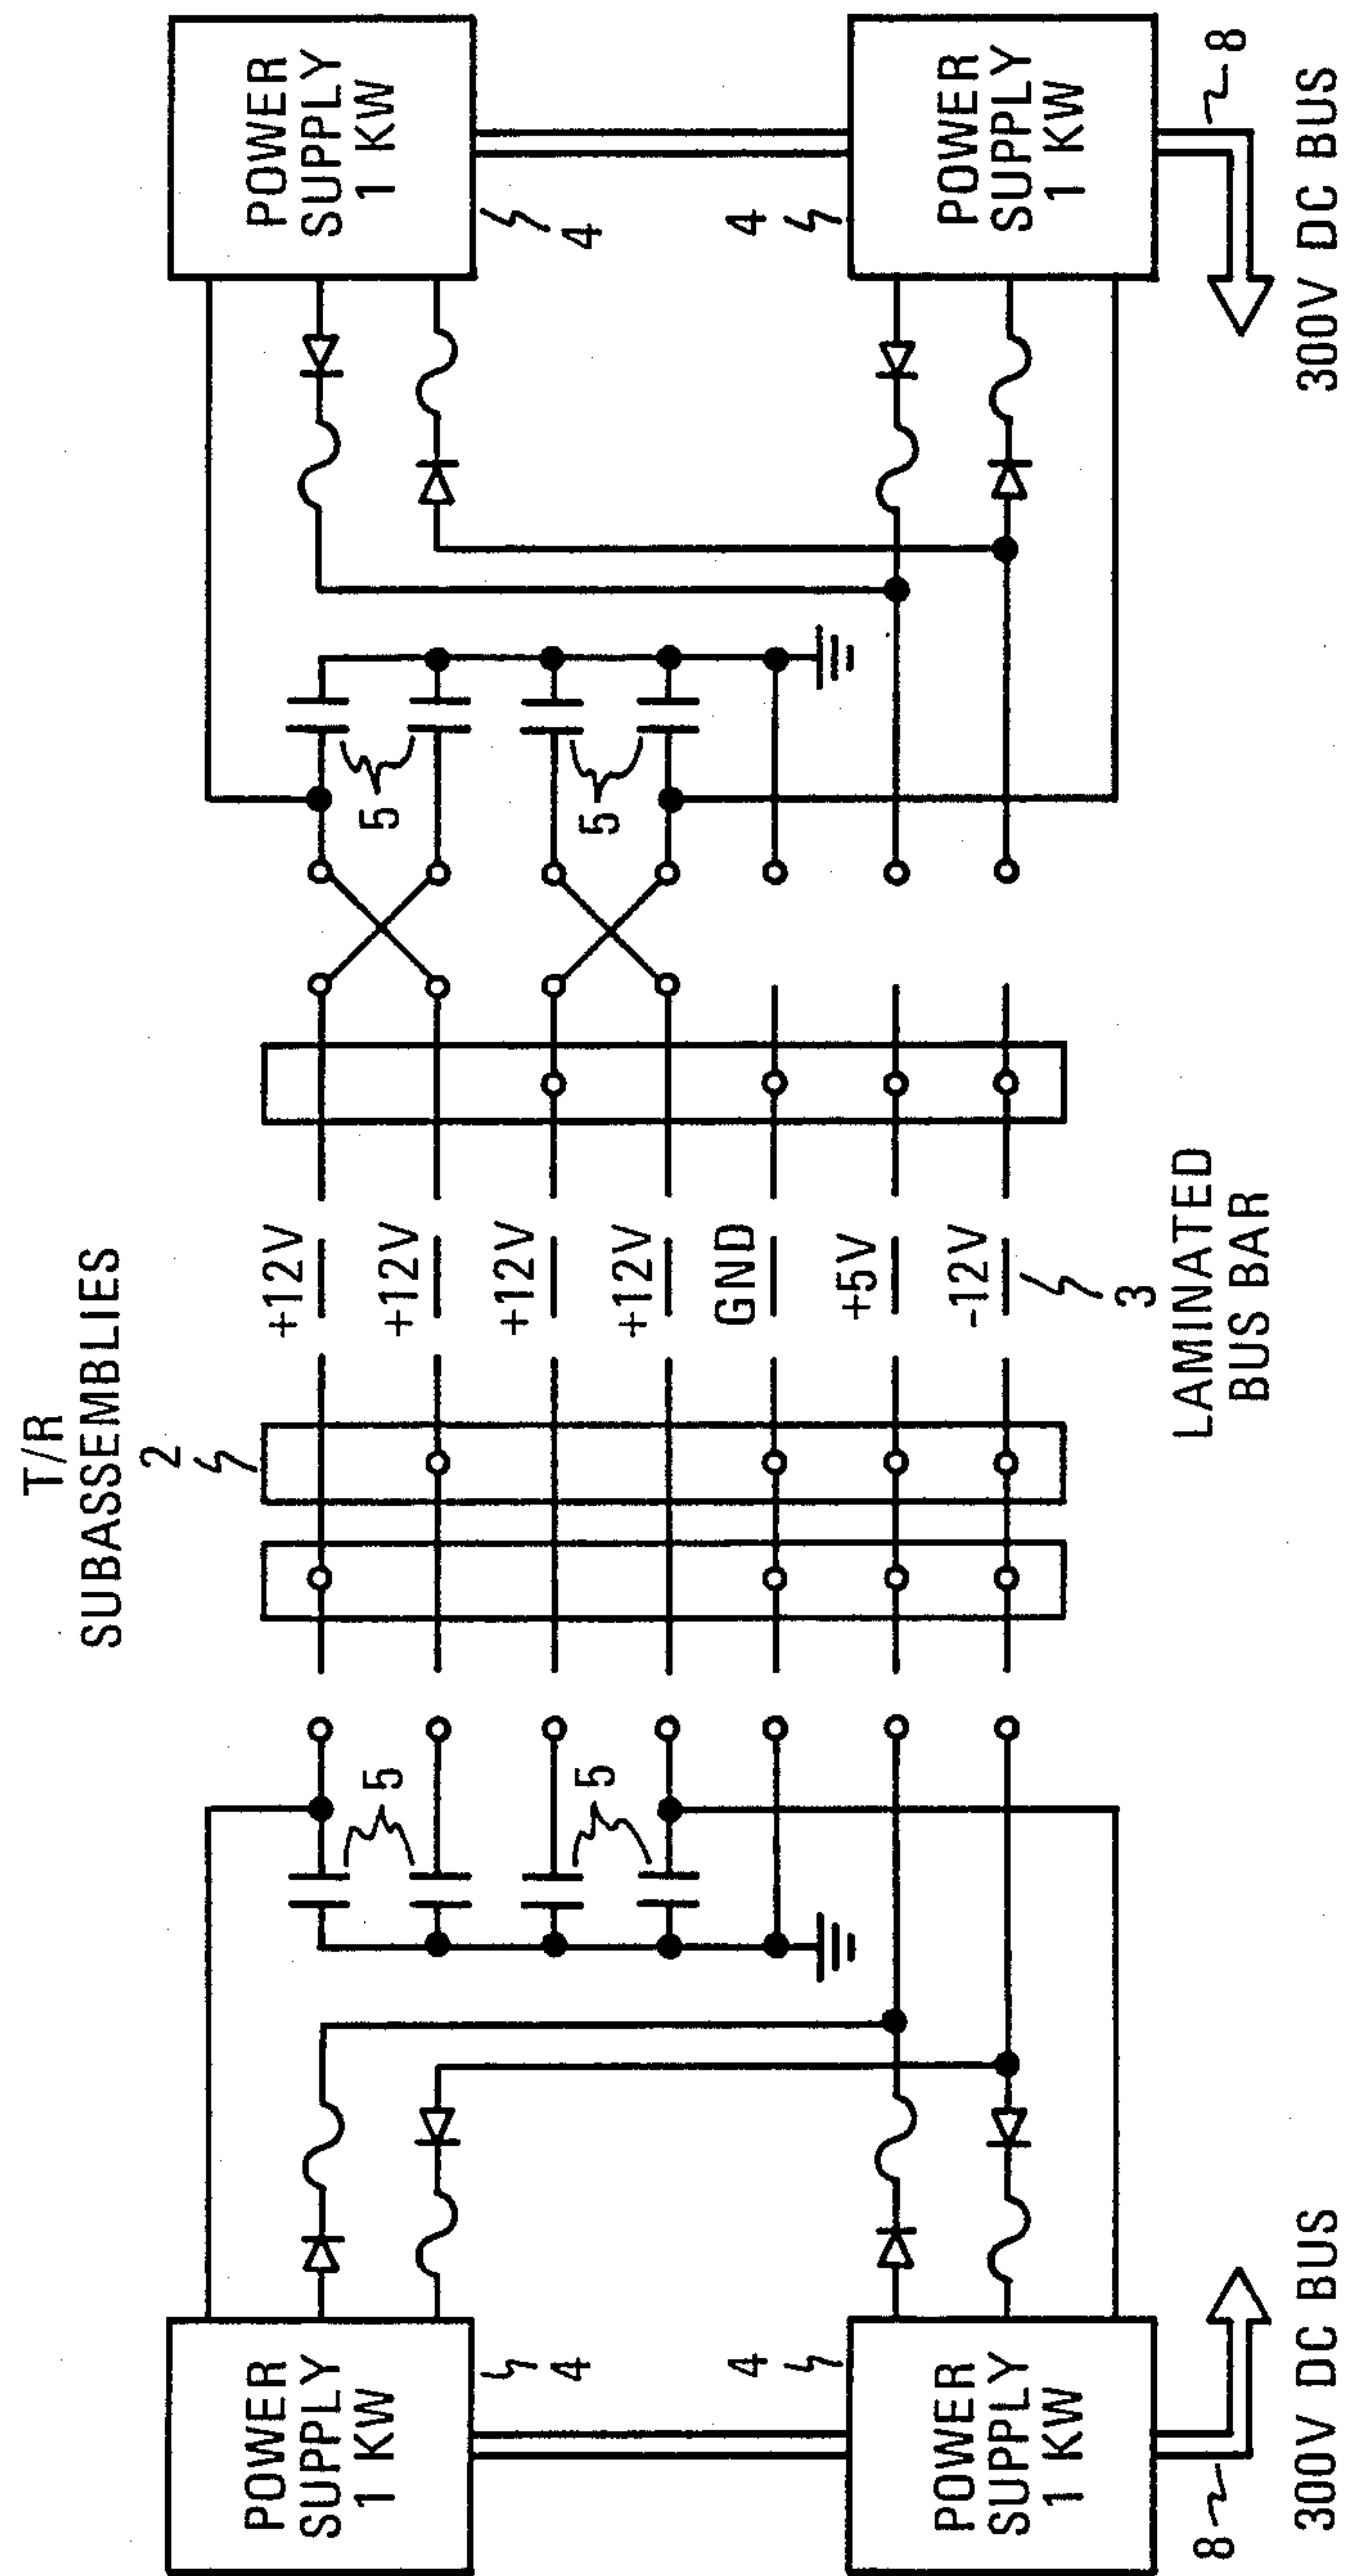 T/R
SUBASSEMBLIES
2
POWER
SUPPLY
1 KW
4
5
5
+12V
+12V
+12V
+12V
GND
+5V
-12V
3
LAMINATED
BUS BAR
5
5
POWER
SUPPLY
1 KW
4
4
POWER
SUPPLY
1 KW
8
300V DC BUS
4
POWER
SUPPLY
1 KW
8
300V DC BUS